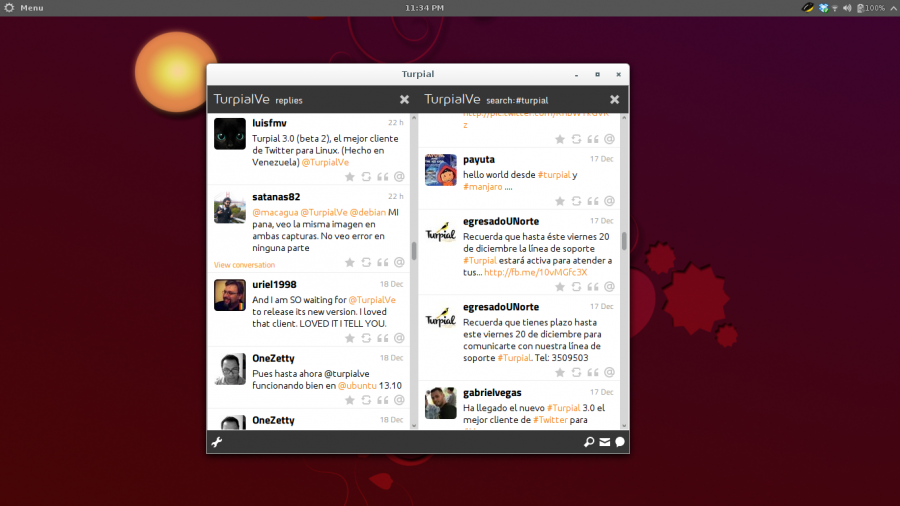 Menu
11:34 PM
100%
Turpial
TurpialVe replies
luisfmv 22 h
Turpial 3.0 (beta 2), el mejor cliente
de Twitter para Linux. (Hecho en
Venezuela) @TurpialVe
satanas82 22 h
@macagua @TurpialVe @debian MI
pana, veo la misma imagen en
ambas capturas. No veo error en
ninguna parte
View conversation
uriel1998 18 Dec
And I am SO waiting for @TurpialVe
to release its new version. I loved
that client. LOVED IT I TELL YOU.
OneZetty 18 Dec
Pues hasta ahora @turpialve
funcionando bien en @ubuntu 13.10
OneZetty 18 Dec
TurpialVe search:#turpial
z
payuta 17 Dec
hello world desde #turpial y
#manjaro ....
egresadoUNorte 17 Dec
Recuerda que hasta éste viernes 20
de diciembre la línea de soporte
#Turpial estará activa para atender a
tus... http://fb.me/10vMGfc3X
egresadoUNorte 17 Dec
Recuerda que tienes plazo hasta
este viernes 20 de diciembre para
comunicarte con nuestra línea de
soporte #Turpial. Tel: 3509503
gabrielvegas 17 Dec
Ha llegado el nuevo #Turpial 3.0 el
mejor cliente de #Twitter para
Turpial
Turpial